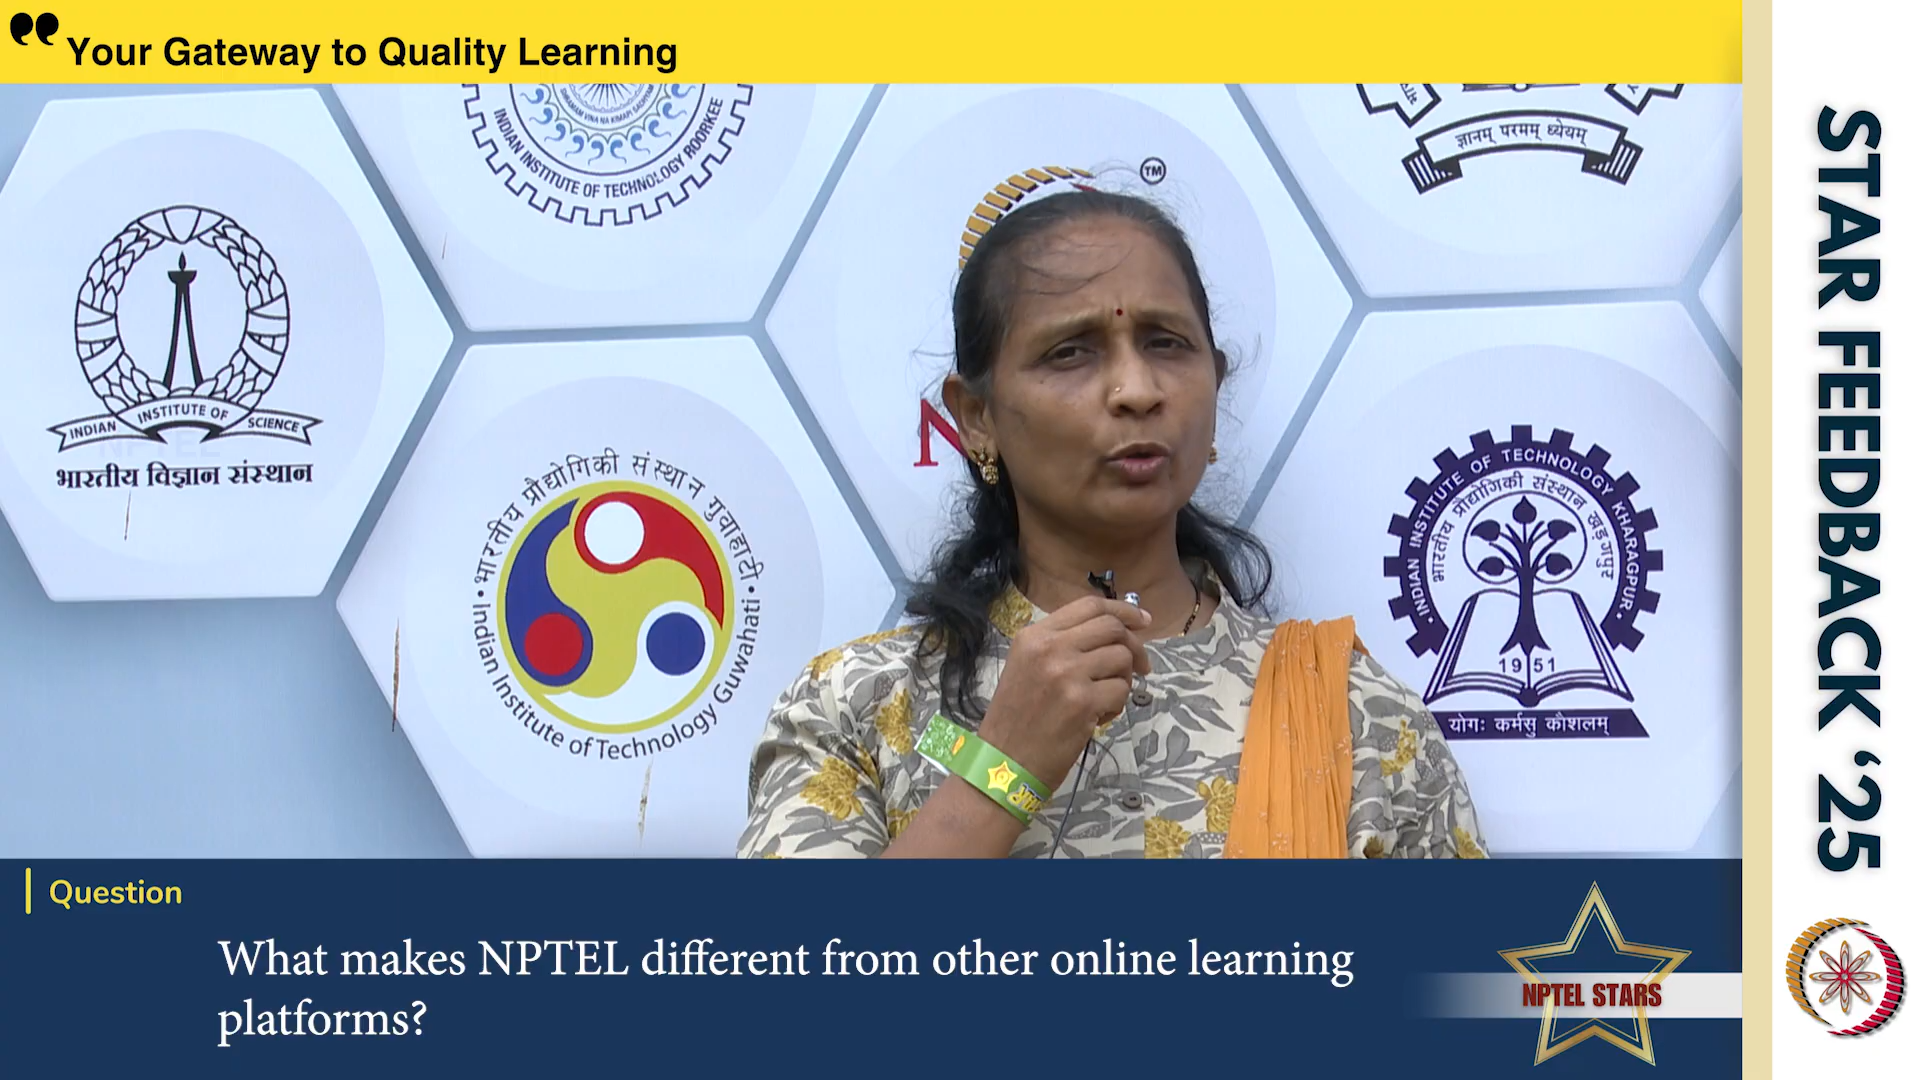 Your Gateway to Quality Learning
INDIAN INSTITUTE OF TECHNOLOGY ROORKEE
ज्ञानम् परमम् ध्येयम्
TM
INDIAN INSTITUTE OF SCIENCE
भारतीय विज्ञान संस्थान
भारतीय प्रौद्योगिकी संस्थान गुवाहाटी
Indian Institute of Technology Guwahati
N
INDIAN INSTITUTE OF TECHNOLOGY KHARAGPUR
भारतीय प्रौद्योगिकी संस्थान खड़गपुर
1951
योगः कर्मसु कौशलम्
Question
What makes NPTEL different from other online learning
platforms?
NPTEL STARS
STAR FEEDBACK ‘25